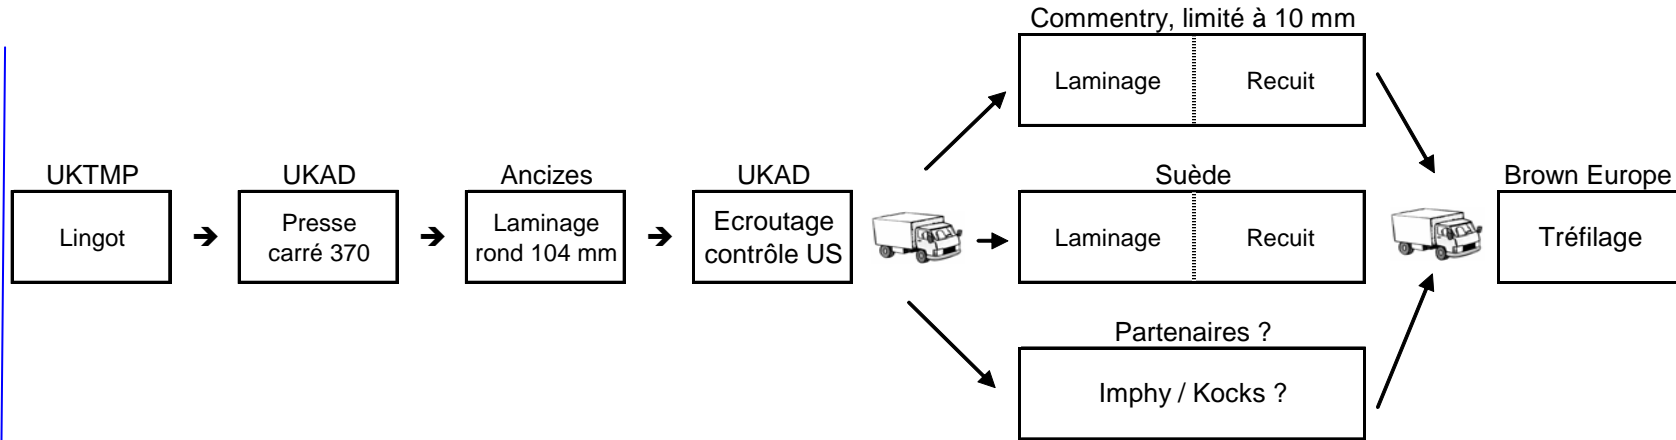 Commentry, limité à 10 mm
Laminage
Recuit
UKTMP
Lingot
UKAD
Presse
carré 370
Ancizes
Laminage
rond 104 mm
UKAD
Ecroutage
contrôle US
Suède
Laminage
Recuit
Brown Europe
Tréfilage
Partenaires ?
Imphy / Kocks ?